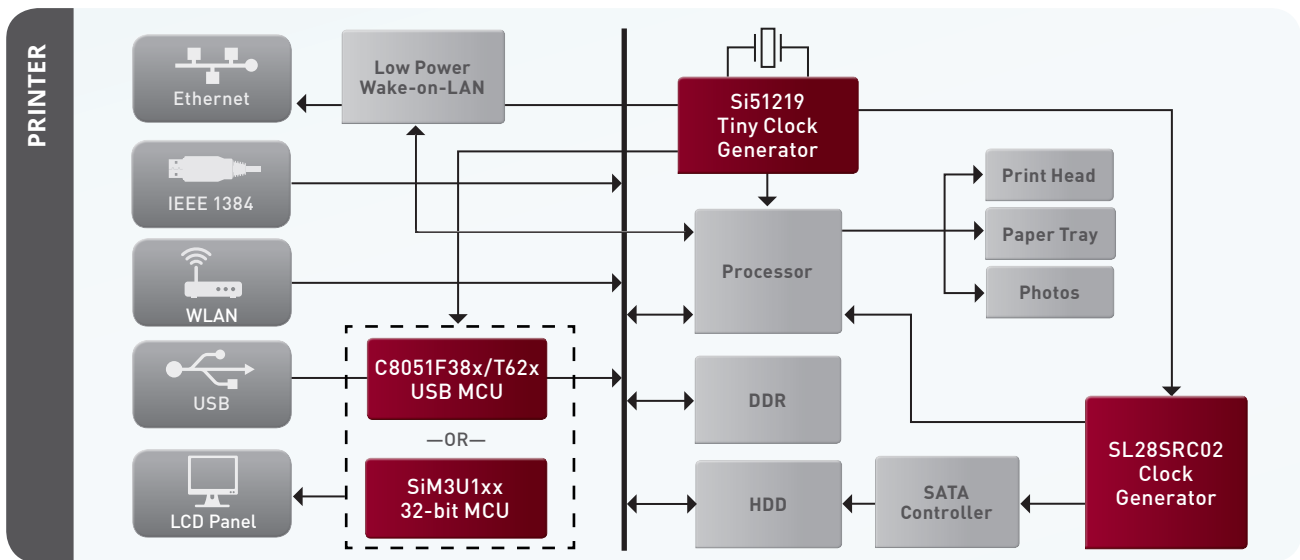 PRINTER
Ethernet
Low Power
Wake-on-LAN
Si51219
Tiny Clock
Generator
IEEE 1384
Print Head
Paper Tray
Photos
Processor
WLAN
C8051F38x/T62x
USB MCU
USB
—OR—
DDR
SiM3U1xx
32-bit MCU
LCD Panel
HDD
SATA
Controller
SL28SRC02
Clock
Generator